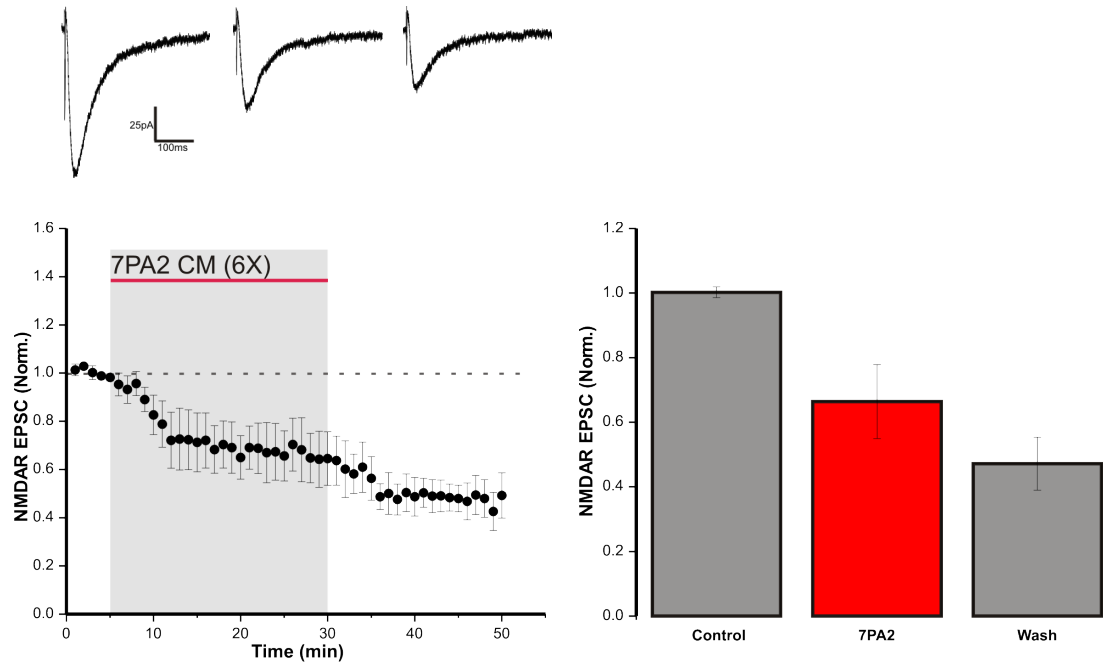 25pA
100ms
1.6
1.4
1.2
1.0
0.8
0.6
0.4
0.2
0.0
NMDAR EPSC (Norm.)
7PA2 CM (6X)
0 10 20 30 40 50
Time (min)
1.2
1.0
0.8
0.6
0.4
0.2
0.0
NMDAR EPSC (Norm.)
Control 7PA2 Wash